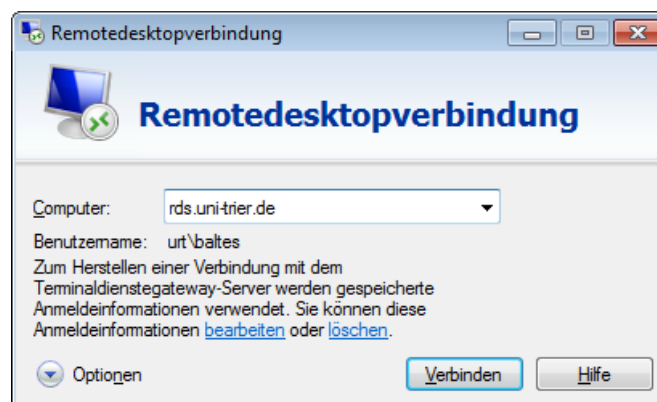 Remotedesktopverbindung
Remotedesktopverbindung
Computer: rds.uni-trier.de
Benutzername: urt\baltes
Zum Herstellen einer Verbindung mit dem
Terminaldienstegateway-Server werden gespeicherte
Anmeldeinformationen verwendet. Sie können diese
Anmeldeinformationen bearbeiten oder löschen.
Optionen Verbinden Hilfe